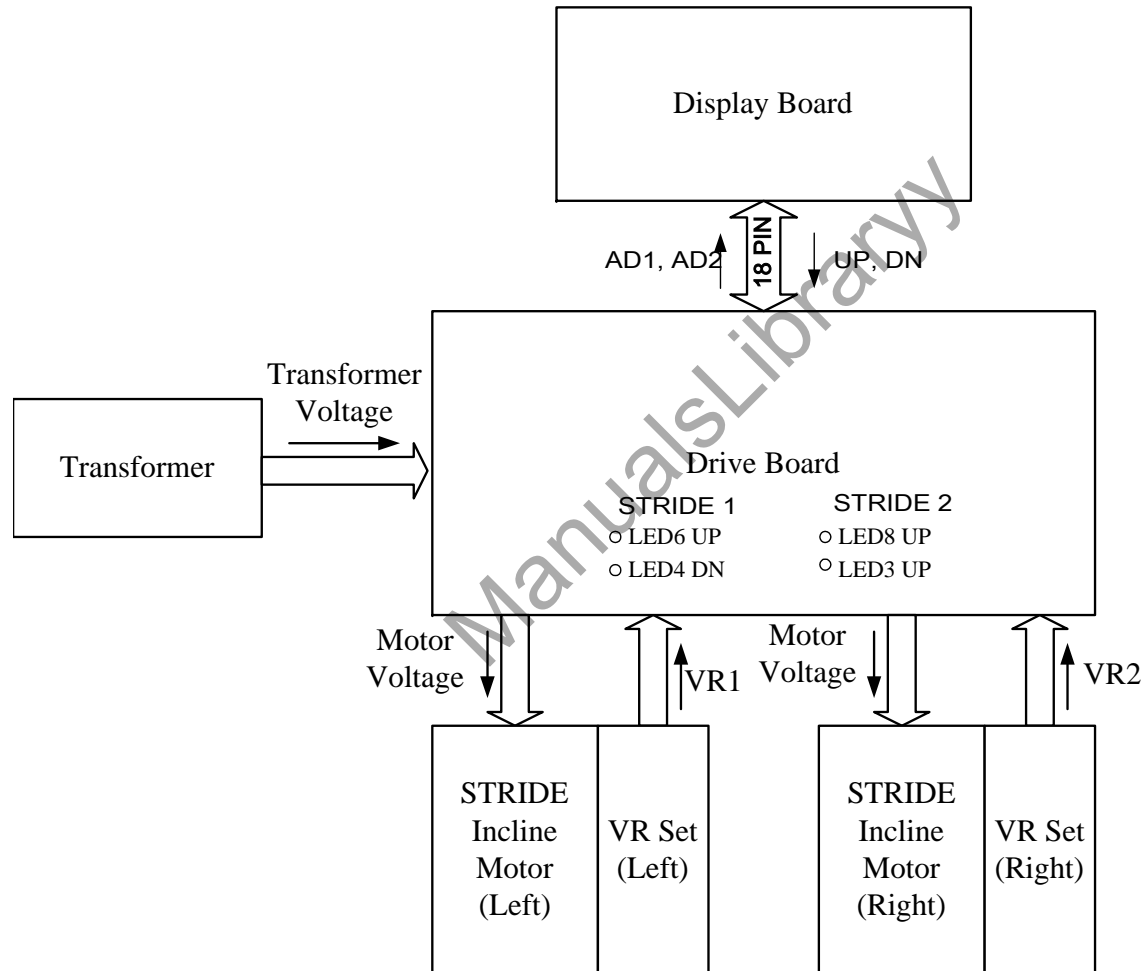 Display Board
AD1, AD2
18 PIN
UP, DN
Transformer
Voltage
Transformer
Drive Board
STRIDE 1
LED6 UP
LED4 DN
STRIDE 2
LED8 UP
LED3 UP
Motor
Voltage
VR1
Motor
Voltage
VR2
STRIDE
Incline
Motor
(Left)
VR Set
(Left)
STRIDE
Incline
Motor
(Right)
VR Set
(Right)
ManualsLibraryy